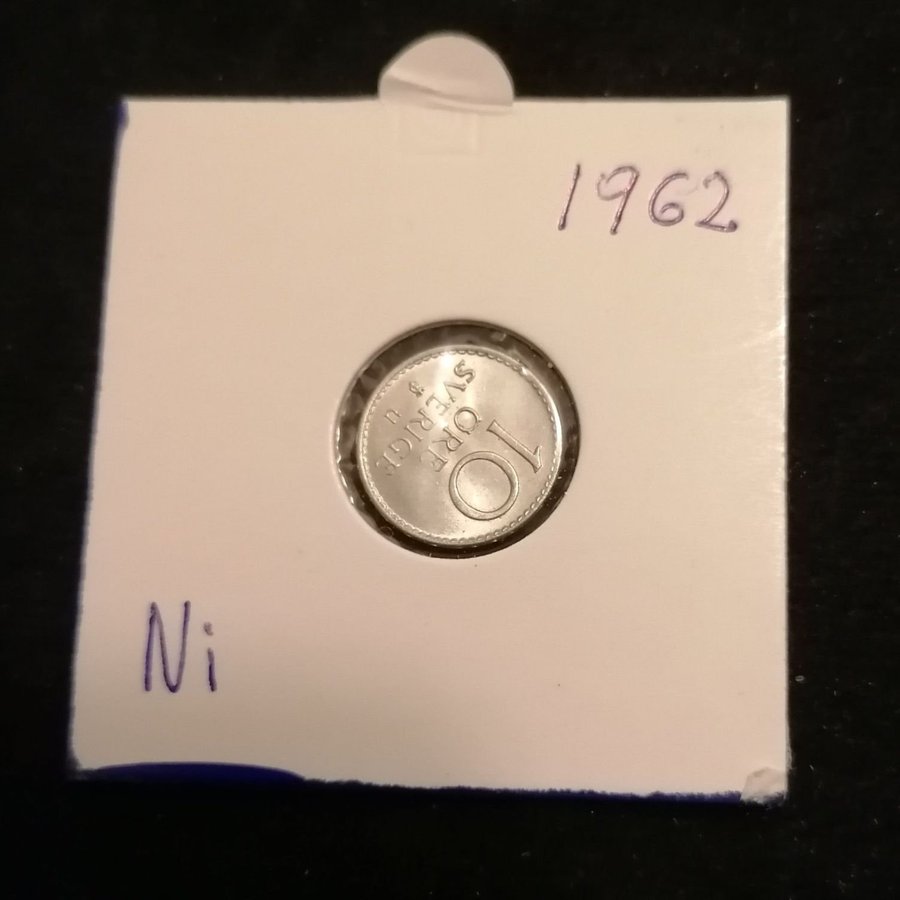 1962
10
ÖRE
SVERIGE
U
Ni